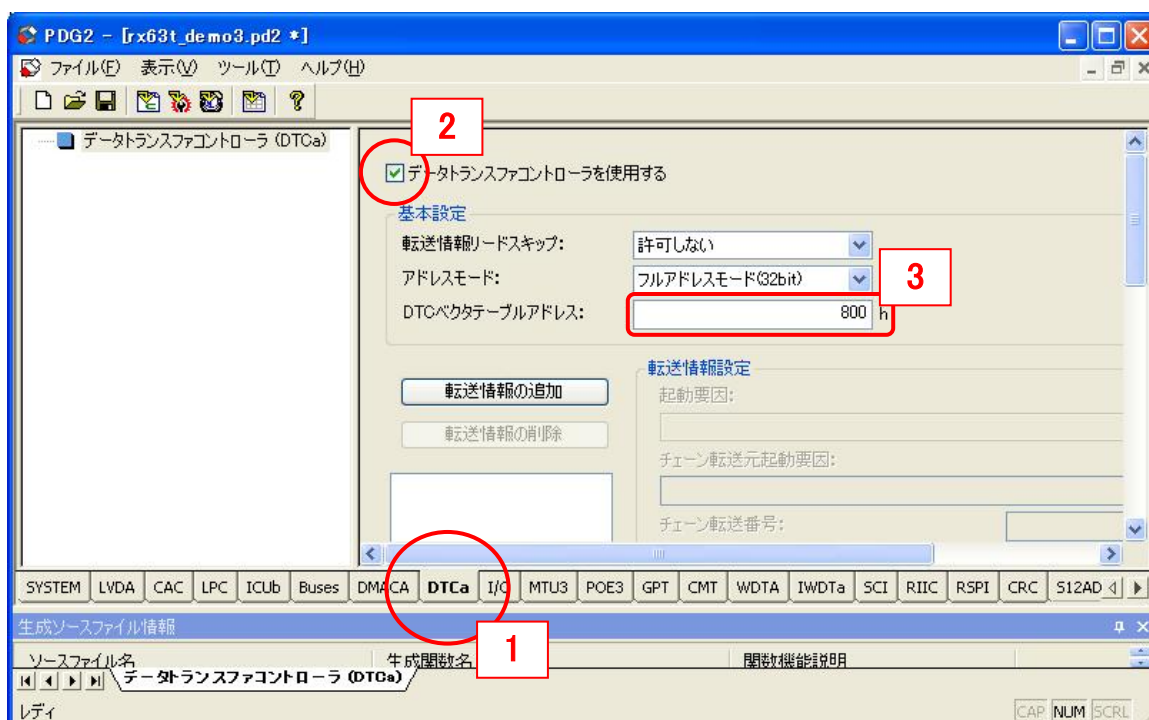 PDG2 - [rx63t_demo3.pd2 *]
ファイル(F) 表示(V) ツール(T) ヘルプ(H)
データトランスファコントローラ (DTCa)
2
データトランスファコントローラを使用する
基本設定
転送情報リードスキップ: 許可しない
アドレスモード: フルアドレスモード(32bit)
3
DTCベクタテーブルアドレス: 800 h
転送情報の追加
転送情報の削除
転送情報設定
起動要因:
チェーン転送元起動要因:
チェーン転送番号:
SYSTEM LVDA CAC LPC ICUb Buses DMACA DTCa I/O MTU3 POE3 GPT CMT WDTA IWDTa SCI RIIC RSPI CRC S12AD
1
生成ソースファイル情報
ソースファイル名 生成関数名 関数機能説明
データトランスファコントローラ (DTCa)
レディ CAP NUM SCRL